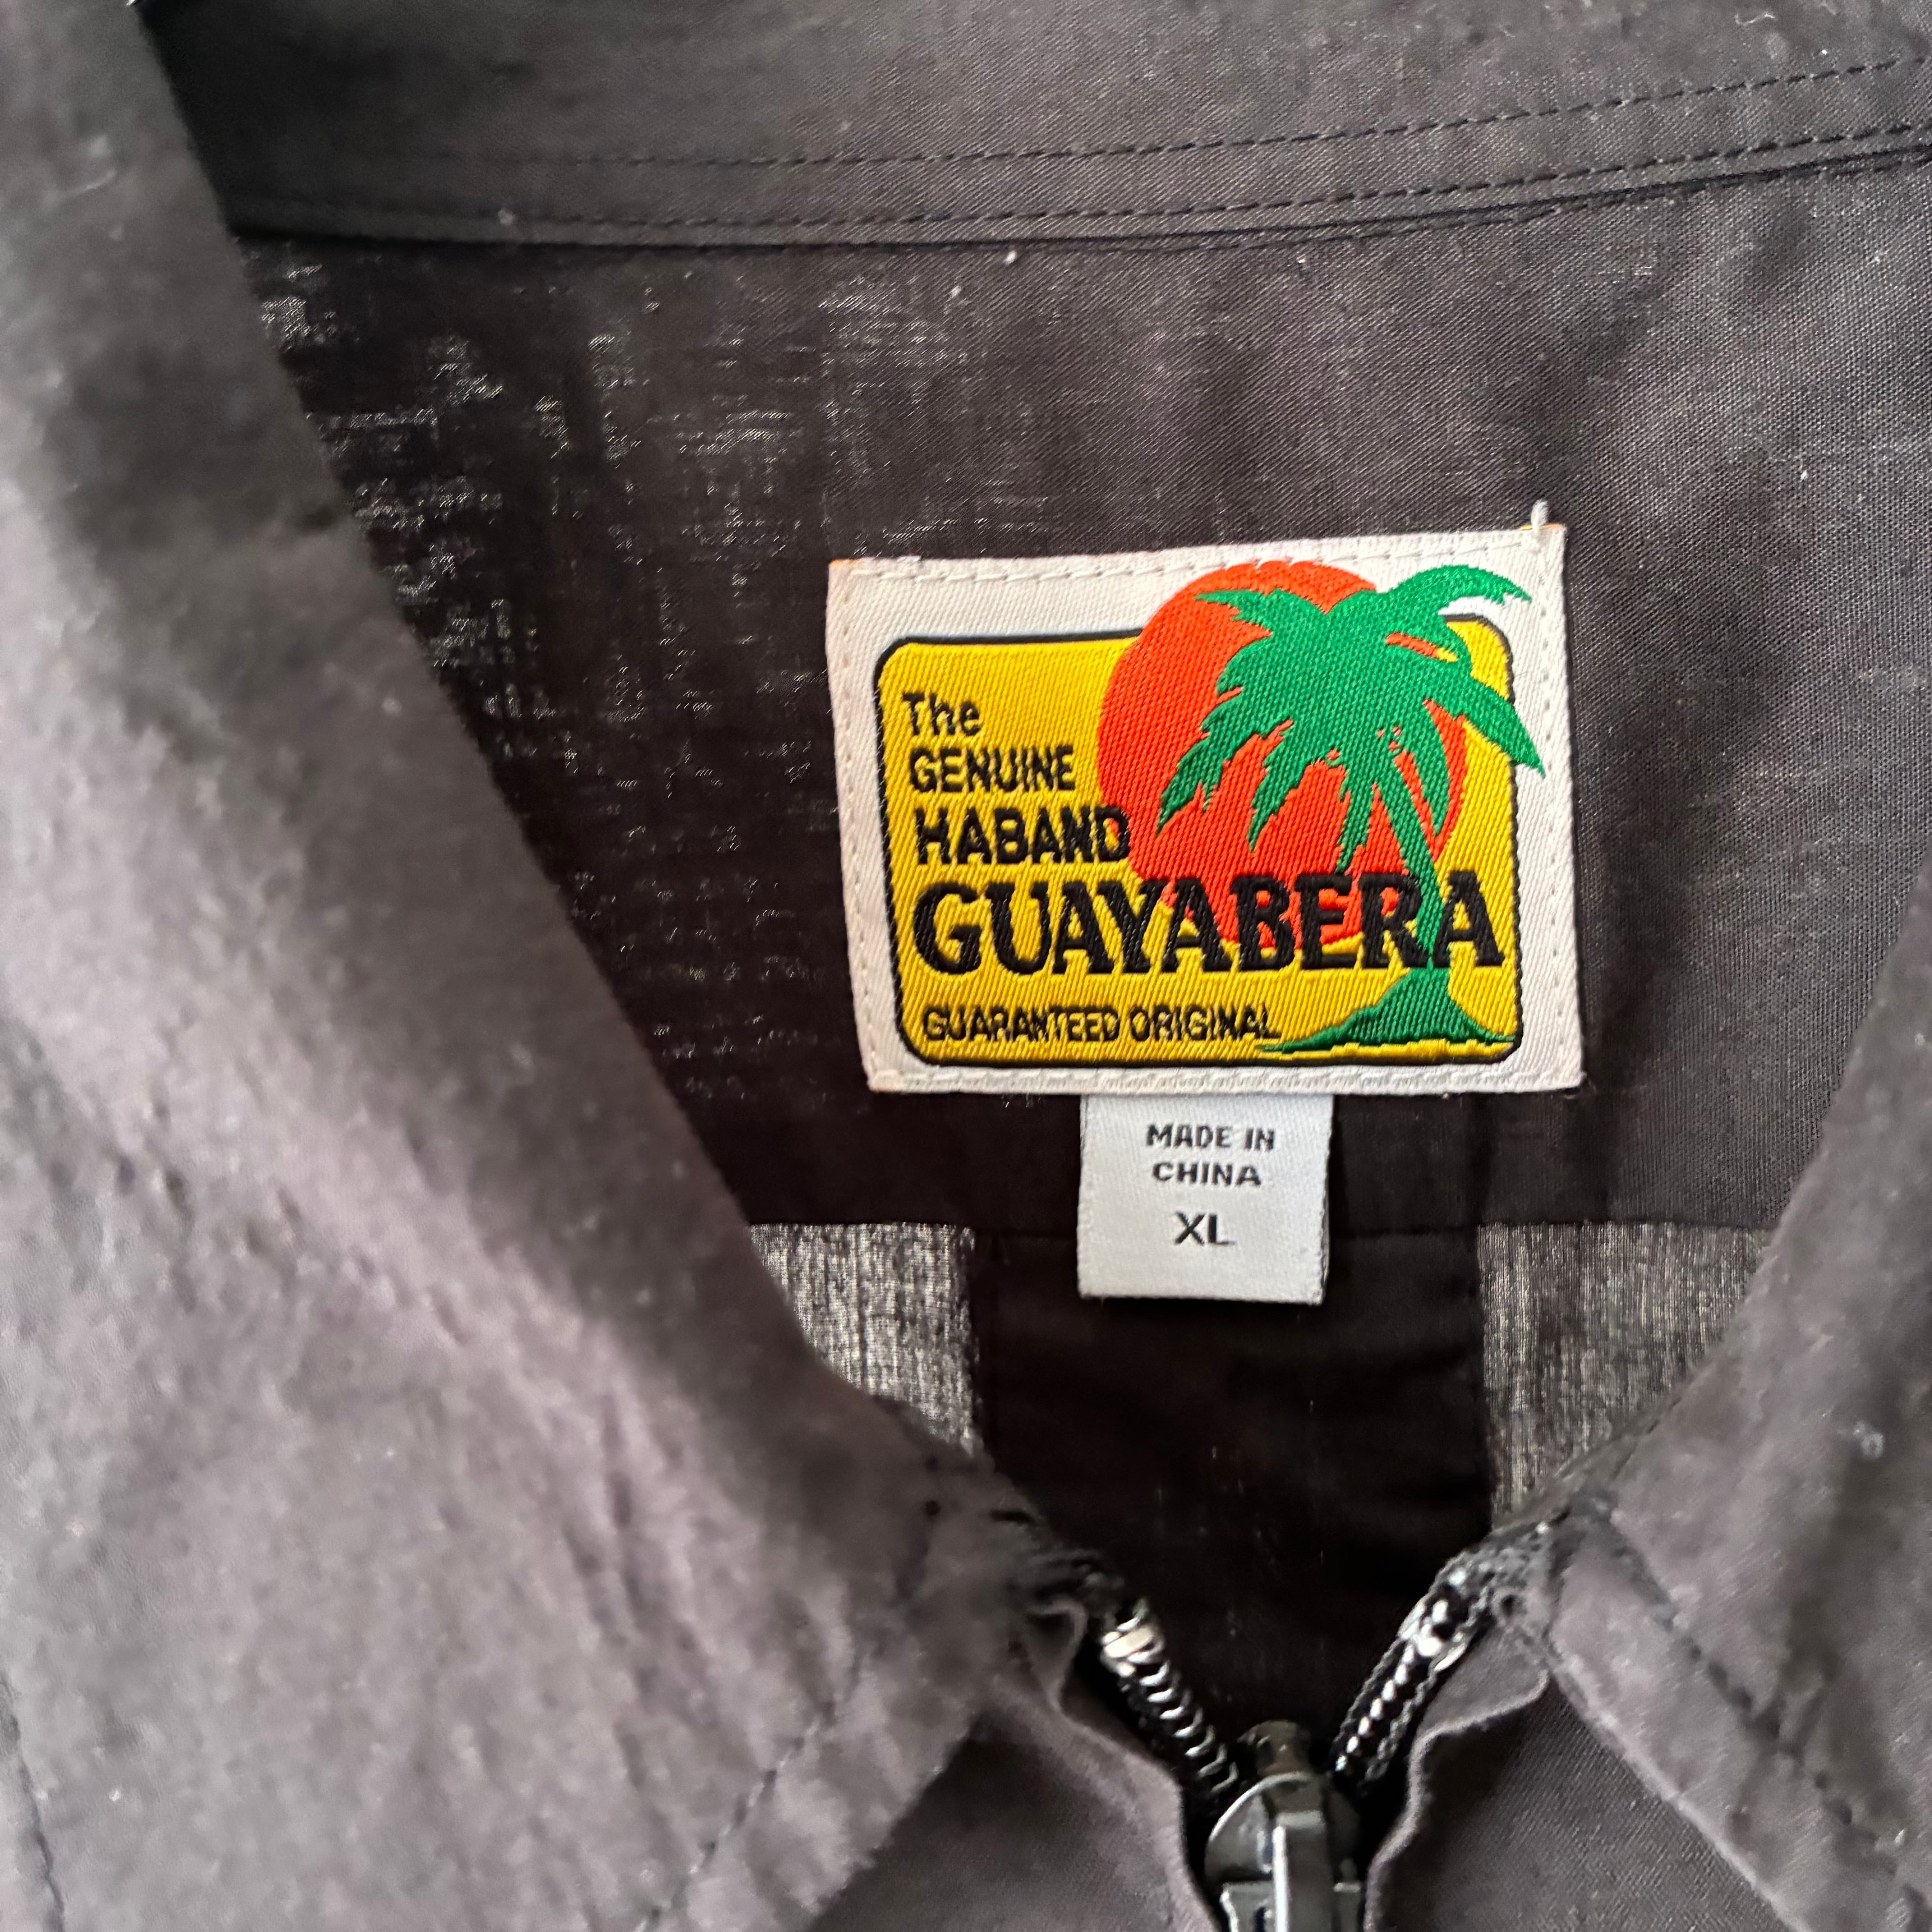 The
GENUINE
HABAND
GUAYABERA
GUARANTEED ORIGINAL
MADE IN
CHINA
XL